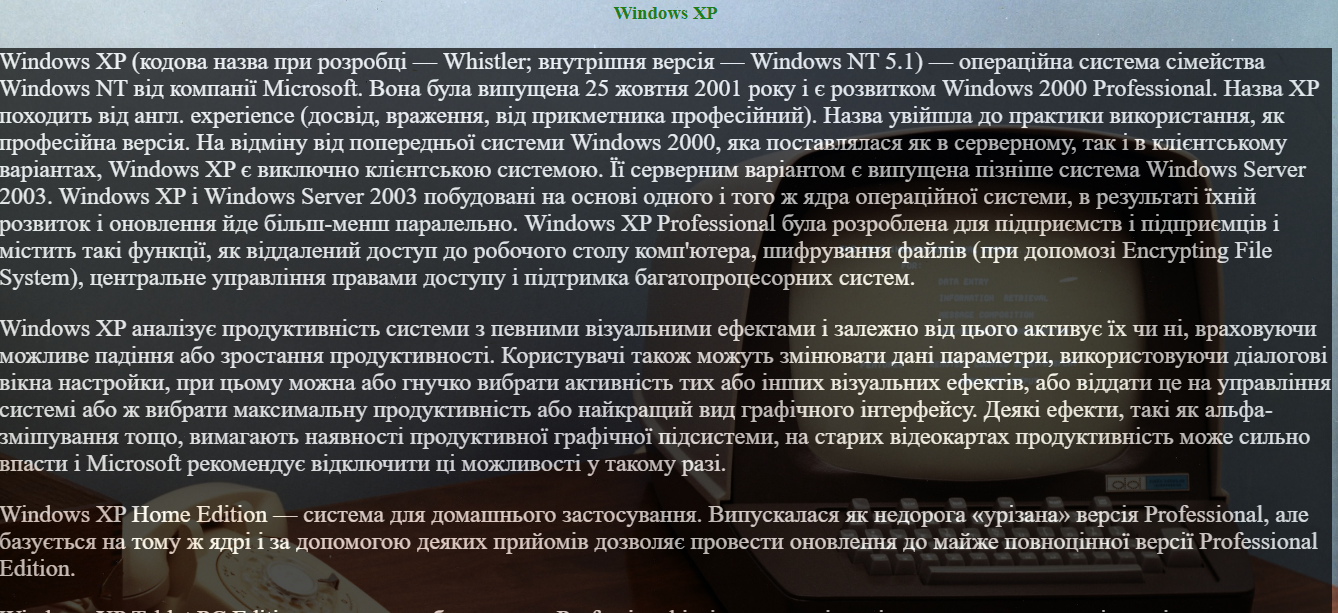 Windows XP
Windows XP (кодова назва при розробці — Whistler; внутрішня версія — Windows NT 5.1) — операційна система сімейства
Windows NT від компанії Microsoft. Вона була випущена 25 жовтня 2001 року і є розвитком Windows 2000 Professional. Назва XP
походить від англ. experience (досвід, враження, від прикметника професійний). Назва увійшла до практики використання, як
професійна версія. На відміну від попередньої системи Windows 2000, яка поставлялася як в серверному, так і в клієнтському
варіантах, Windows XP є виключно клієнтською системою. Її серверним варіантом є випущена пізніше система Windows Server
2003. Windows XP і Windows Server 2003 побудовані на основі одного і того ж ядра операційної системи, в результаті їхній
розвиток і оновлення йде більш-менш паралельно. Windows XP Professional була розроблена для підприємств і підприємців і
містить такі функції, як віддалений доступ до робочого столу комп'ютера, шифрування файлів (при допомозі Encrypting File
System), центральне управління правами доступу і підтримка багатопроцесорних систем.
Windows XP аналізує продуктивність системи з певними візуальними ефектами і залежно від цього активує їх чи ні, враховуючи
можливе падіння або зростання продуктивності. Користувачі також можуть змінювати дані параметри, використовуючи діалогові
вікна настройки, при цьому можна або гнучко вибрати активність тих або інших візуальних ефектів, або віддати це на управління
системі або ж вибрати максимальну продуктивність або найкращий вид графічного інтерфейсу. Деякі ефекти, такі як альфа-
змішування тощо, вимагають наявності продуктивної графічної підсистеми, на старих відеокартах продуктивність може сильно
впасти і Microsoft рекомендує відключити ці можливості у такому разі.
Windows XP Home Edition — система для домашнього застосування. Випускалася як недорога «урізана» версія Professional, але
базується на тому ж ядрі і за допомогою деяких прийомів дозволяє провести оновлення до майже повноцінної версії Professional
Edition.